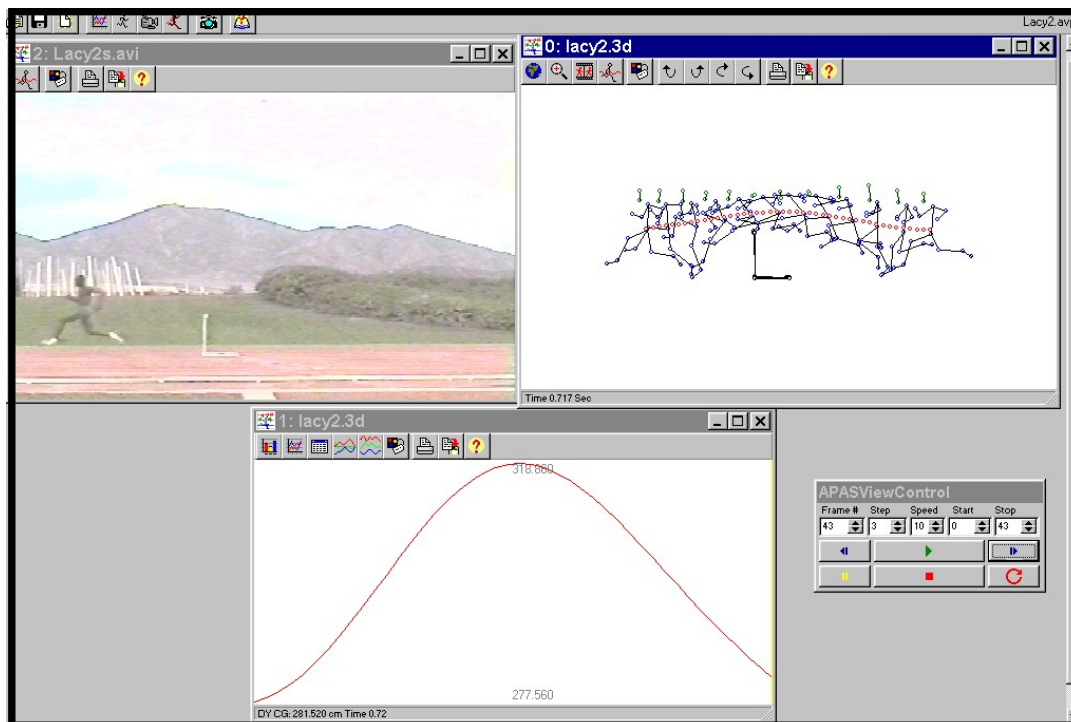 Lacy2.avp
2: Lacy2s.avi
0: lacy2.3d
Time 0.717 Sec
1: lacy2.3d
318.860
277.560
DY CG: 281.520 cm Time 0.72
APASViewControl
Frame # Step Speed Start Stop
43 3 10 0 43